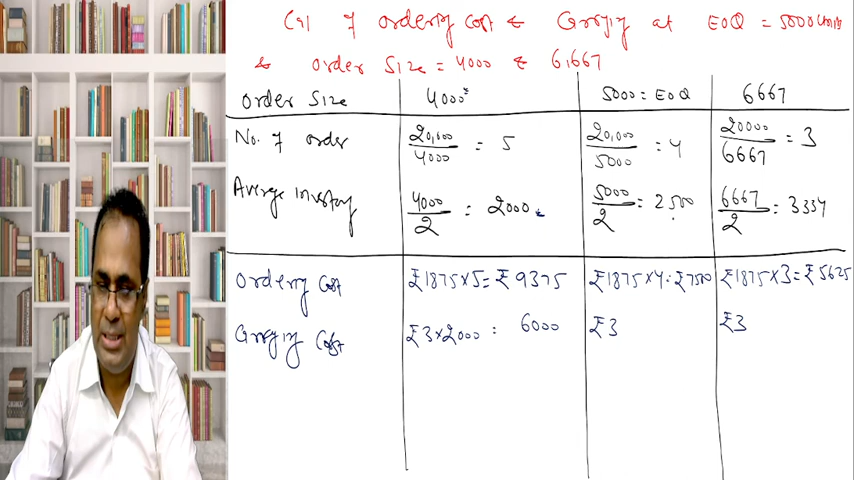 Cal of ordering Cost & Carrying at EOQ = 5000 units
& order Size = 4000 & 6,667
order Size 4000 5000 = EOQ 6667
No. of order 20,000/4000 = 5 20,000/5000 = 4 20000/6667 = 3
Average inventory 4000/2 = 2000 5000/2 = 2500 6667/2 = 3334
Ordering Cost ₹1875×5 = ₹9375 ₹1875×4 = ₹7500 ₹1875×3 = ₹5625
Carrying Cost ₹3×2000 = 6000 ₹3 ₹3